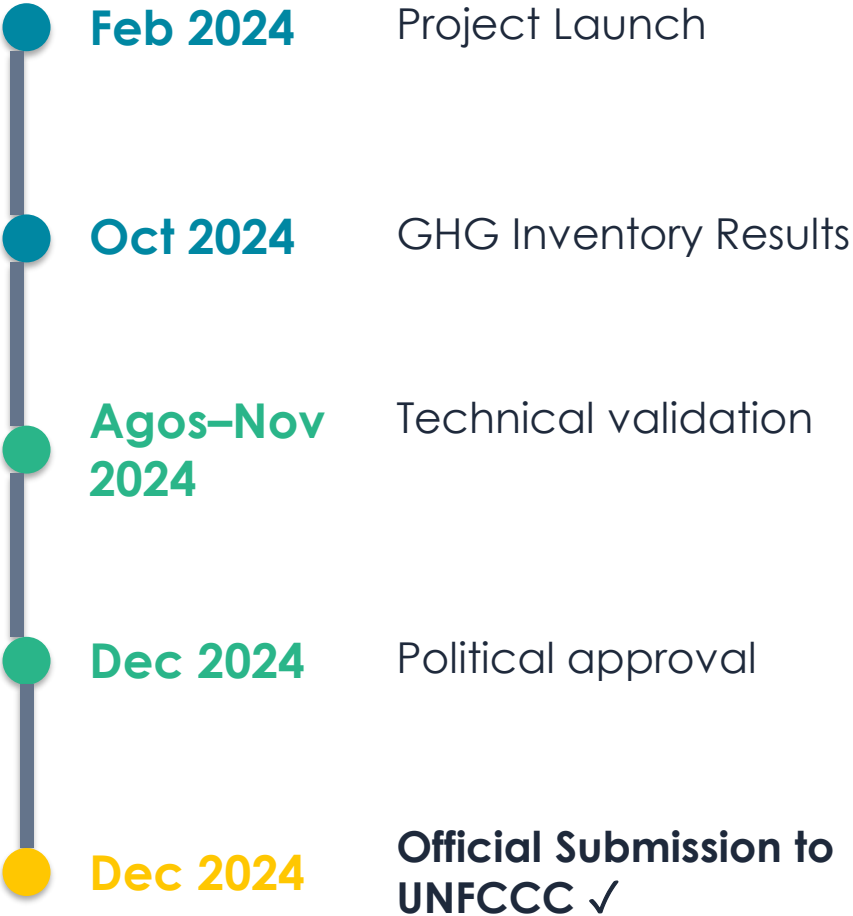 Feb 2024 Project Launch
Oct 2024 GHG Inventory Results
Agos–Nov Technical validation
2024
Dec 2024 Political approval
Official Submission to
Dec 2024 UNFCCC ✓